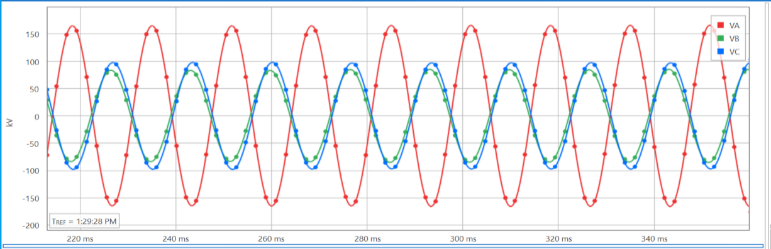 VA
VB
VC
kV
150
100
50
0
-50
-100
-150
-200
TREF = 1:29:28 PM
220 ms
240 ms
260 ms
280 ms
300 ms
320 ms
340 ms